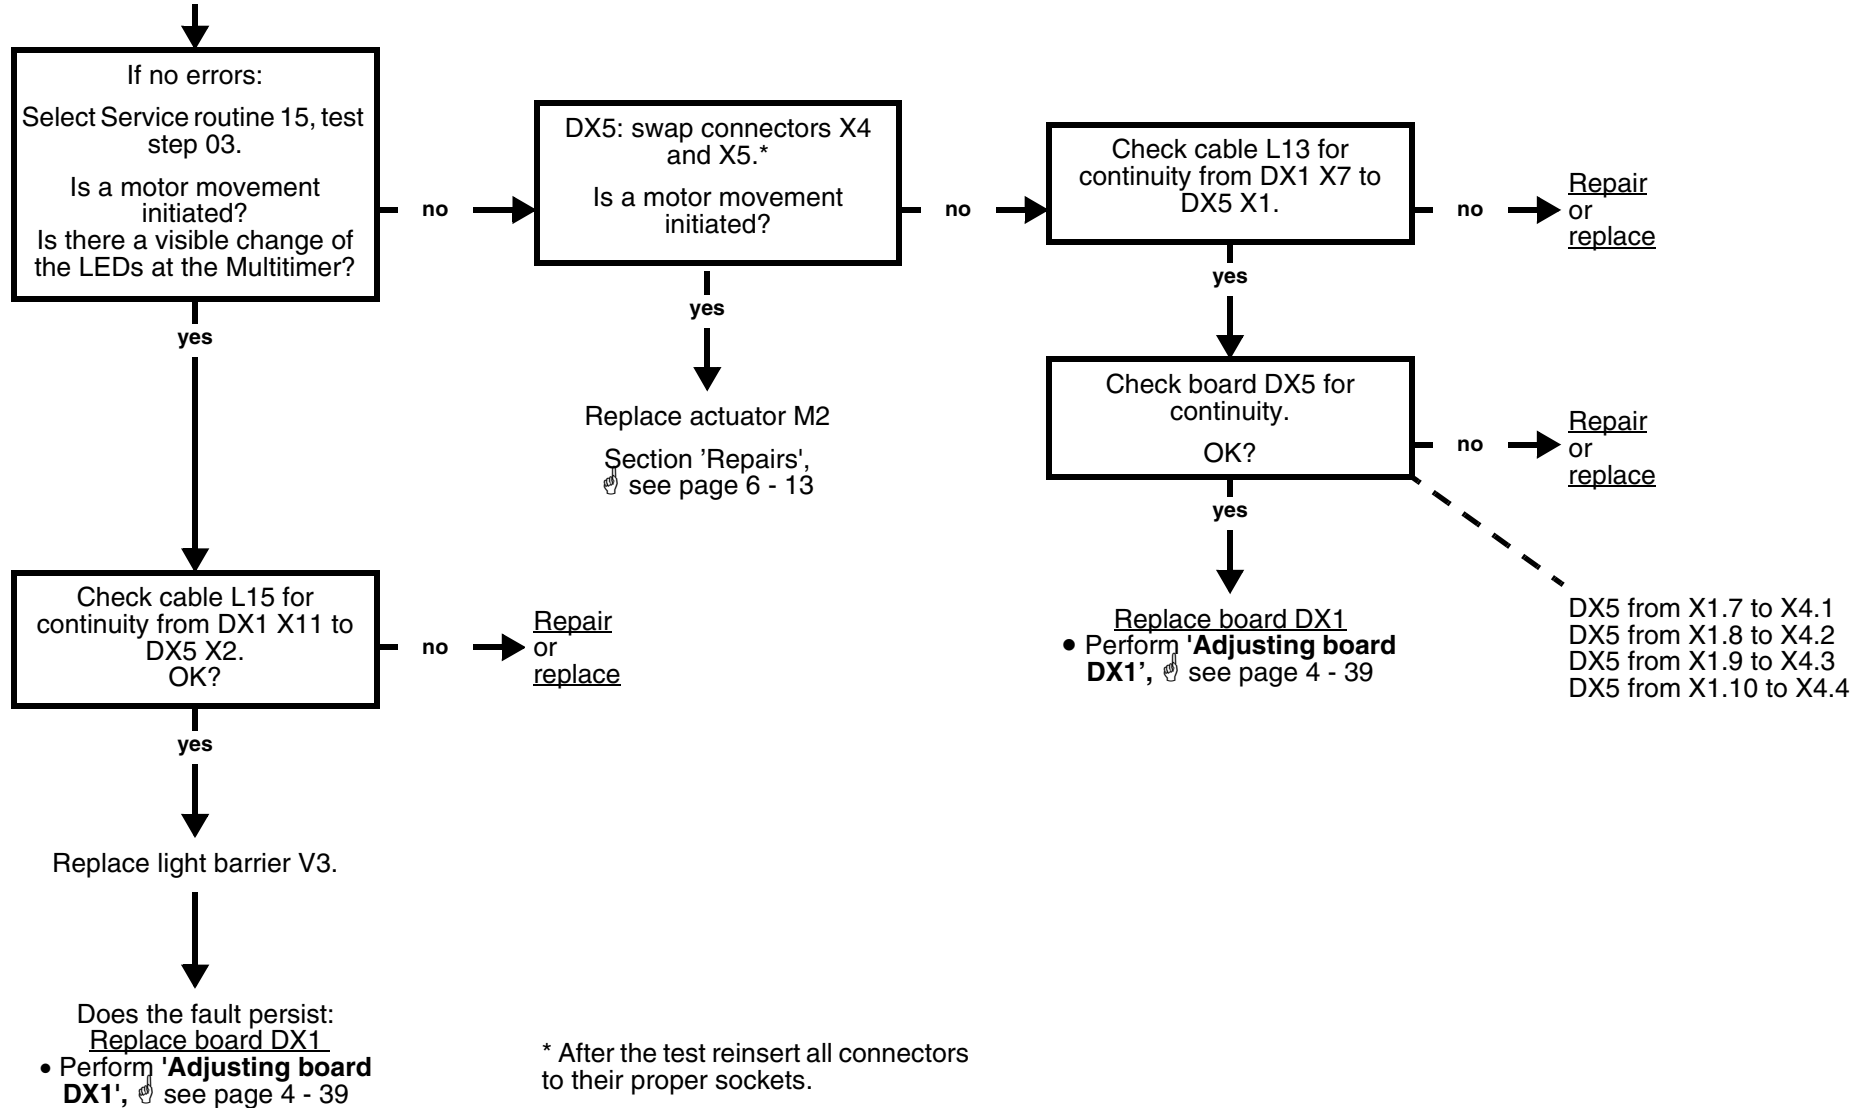 If no errors:
Select Service routine 15, test
step 03.
Is a motor movement
initiated?
Is there a visible change of
the LEDs at the Multitimer?
no
yes
DX5: swap connectors X4
and X5.*
Is a motor movement
initiated?
no
yes
Replace actuator M2
Section 'Repairs',
☝ see page 6 - 13
Check cable L13 for
continuity from DX1 X7 to
DX5 X1.
no
Repair
or
replace
yes
Check board DX5 for
continuity.
OK?
no
Repair
or
replace
yes
Replace board DX1
• Perform 'Adjusting board
DX1’, ☝ see page 4 - 39
DX5 from X1.7 to X4.1
DX5 from X1.8 to X4.2
DX5 from X1.9 to X4.3
DX5 from X1.10 to X4.4
Check cable L15 for
continuity from DX1 X11 to
DX5 X2.
OK?
no
Repair
or
replace
yes
Replace light barrier V3.
Does the fault persist:
Replace board DX1
• Perform 'Adjusting board
DX1', ☝ see page 4 - 39
* After the test reinsert all connectors
to their proper sockets.